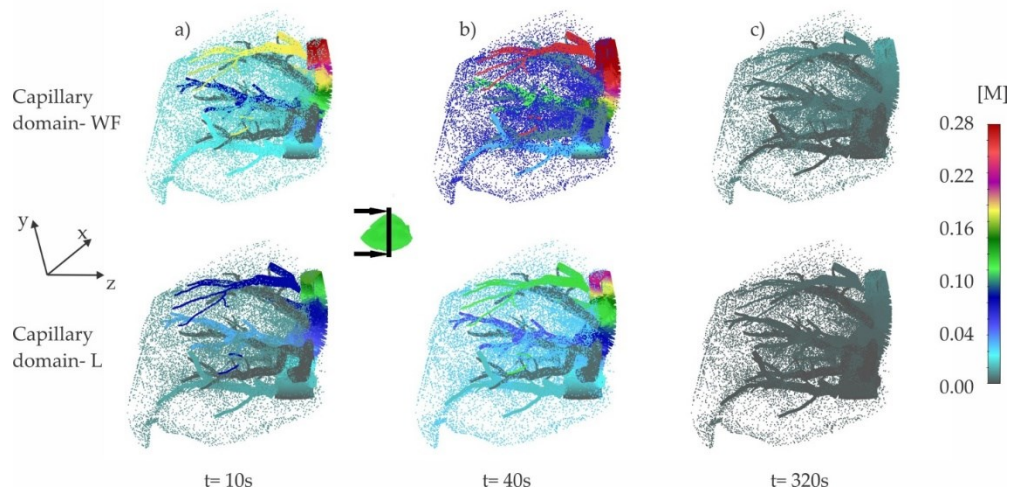 a) b) c)
Capillary
domain- WF
[M]
0.28
0.22
0.16
0.10
0.04
0.00
y
x
z
Capillary
domain- L
t= 10s t= 40s t= 320s